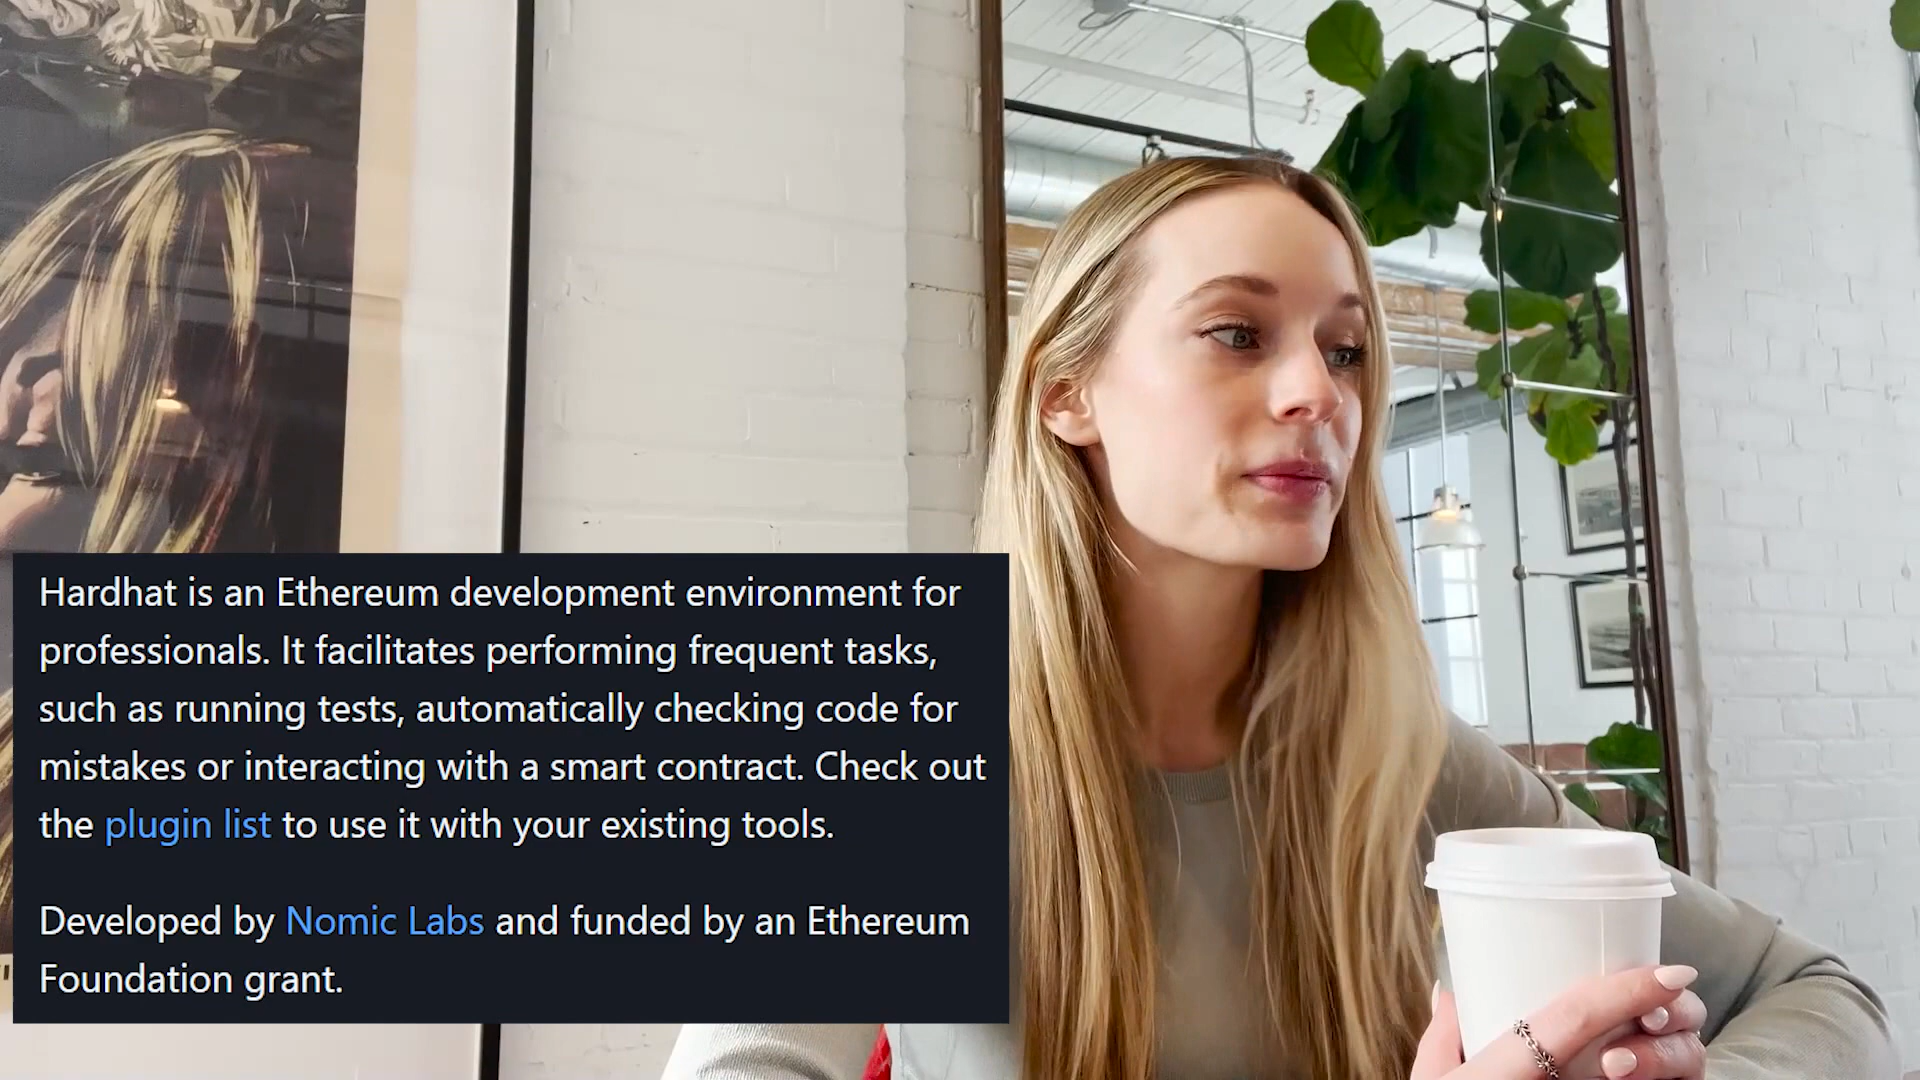 Hardhat is an Ethereum development environment for
professionals. It facilitates performing frequent tasks,
such as running tests, automatically checking code for
mistakes or interacting with a smart contract. Check out
the plugin list to use it with your existing tools.
Developed by Nomic Labs and funded by an Ethereum
Foundation grant.